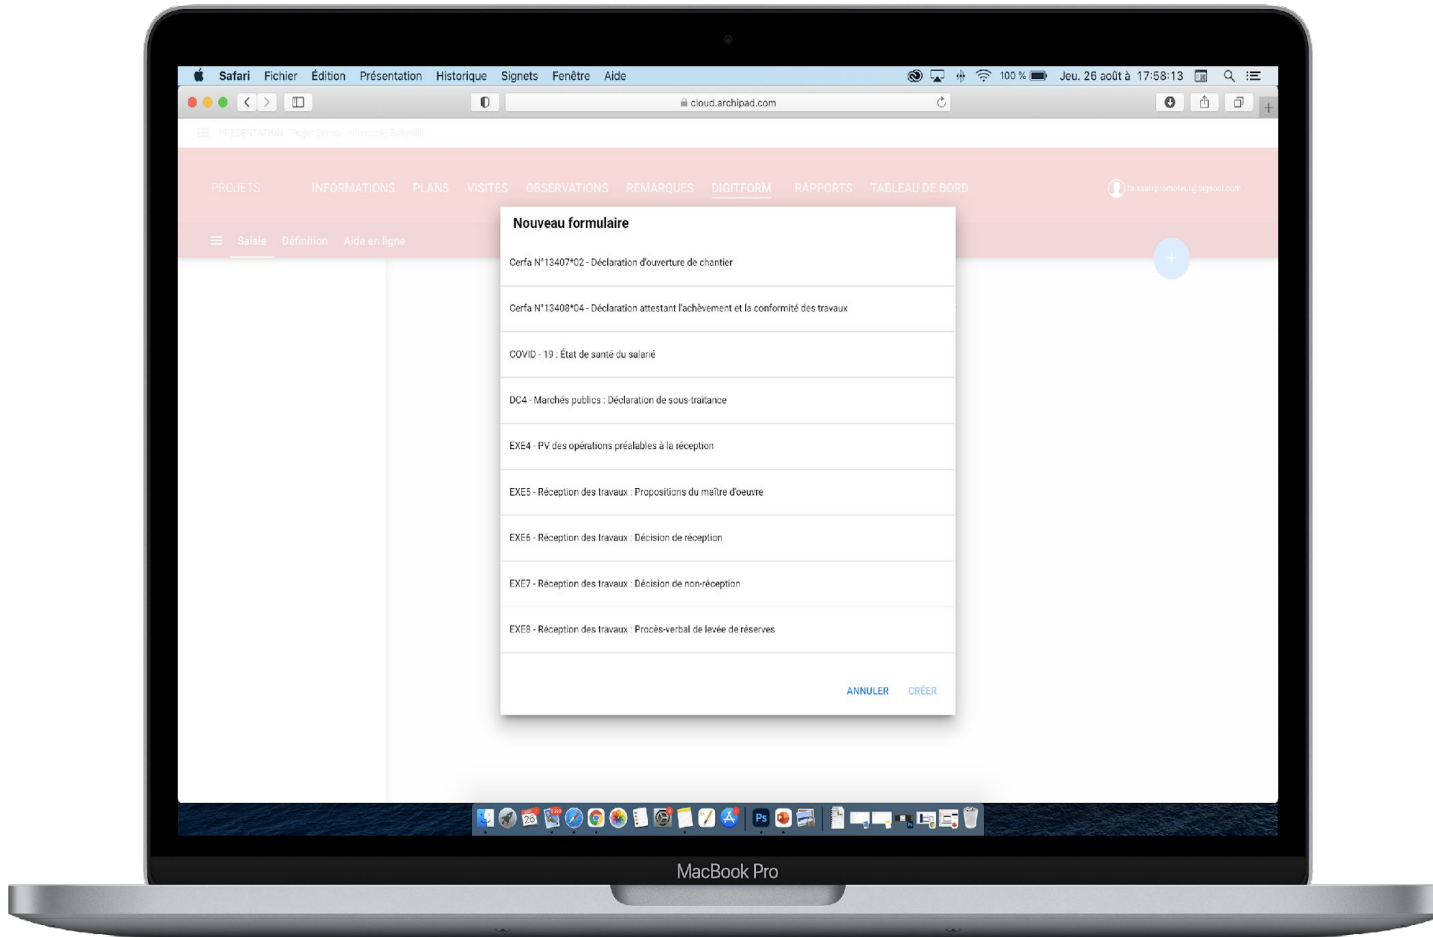 Safari Fichier Édition Présentation Historique Signets Fenêtre Aide 100 % Jeu. 26 août à 17:58:13
cloud.archipad.com
PRESENTATION
PROJETS INFORMATIONS PLANS VISITES OBSERVATIONS REMARQUES DIGITFORM RAPPORTS TABLEAU DE BORD
Saisie Définition Aide en ligne
Nouveau formulaire
Cerfa N°13407*02 - Déclaration d'ouverture de chantier
Cerfa N°13408*04 - Déclaration attestant l'achèvement et la conformité des travaux
COVID - 19 : État de santé du salarié
DC4 - Marchés publics : Déclaration de sous-traitance
EXE4 - PV des opérations préalables à la réception
EXE5 - Réception des travaux : Propositions du maître d'oeuvre
EXE6 - Réception des travaux : Décision de réception
EXE7 - Réception des travaux : Décision de non-réception
EXE8 - Réception des travaux : Procès-verbal de levée de réserves
ANNULER CRÉER
26 Ps
MacBook Pro